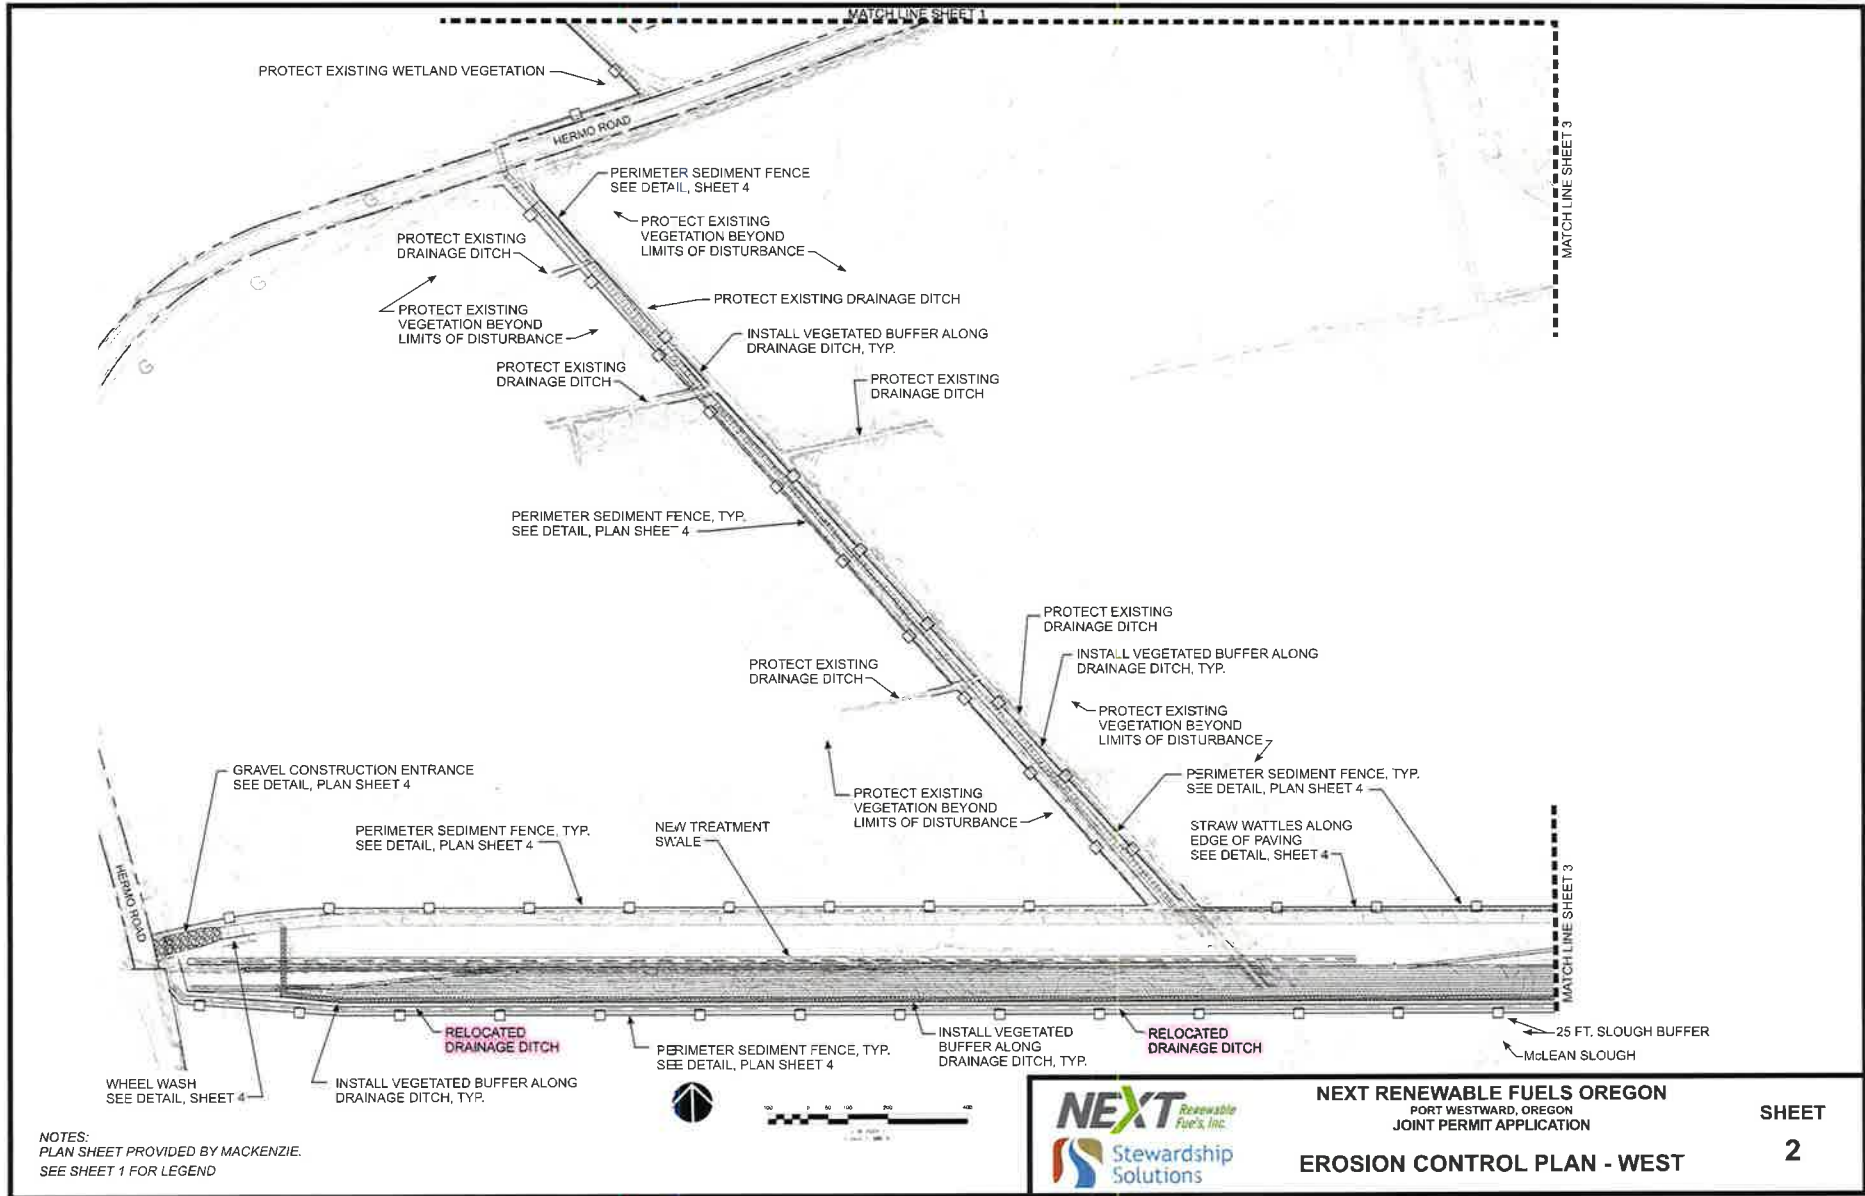 MATCH LINE SHEET 1
PROTECT EXISTING WETLAND VEGETATION
HERMO ROAD
MATCH LINE SHEET 3
PERIMETER SEDIMENT FENCE
SEE DETAIL, SHEET 4
PROTECT EXISTING
VEGETATION BEYOND
LIMITS OF DISTURBANCE
PROTECT EXISTING
DRAINAGE DITCH
G
G
G
PROTECT EXISTING
VEGETATION BEYOND
LIMITS OF DISTURBANCE
PROTECT EXISTING DRAINAGE DITCH
INSTALL VEGETATED BUFFER ALONG
DRAINAGE DITCH, TYP.
PROTECT EXISTING
DRAINAGE DITCH
PROTECT EXISTING
DRAINAGE DITCH
PERIMETER SEDIMENT FENCE, TYP.
SEE DETAIL, PLAN SHEET 4
PROTECT EXISTING
DRAINAGE DITCH
INSTALL VEGETATED BUFFER ALONG
DRAINAGE DITCH, TYP.
PROTECT EXISTING
DRAINAGE DITCH
PROTECT EXISTING
VEGETATION BEYOND
LIMITS OF DISTURBANCE
GRAVEL CONSTRUCTION ENTRANCE
SEE DETAIL, PLAN SHEET 4
PERIMETER SEDIMENT FENCE, TYP.
SEE DETAIL, PLAN SHEET 4
PROTECT EXISTING
VEGETATION BEYOND
LIMITS OF DISTURBANCE
PERIMETER SEDIMENT FENCE, TYP.
SEE DETAIL, PLAN SHEET 4
NEW TREATMENT
SWALE
STRAW WATTLES ALONG
EDGE OF PAVING
SEE DETAIL, SHEET 4
HERMO ROAD
MATCH LINE SHEET 3
RELOCATED
DRAINAGE DITCH
PERIMETER SEDIMENT FENCE, TYP.
SEE DETAIL, PLAN SHEET 4
INSTALL VEGETATED
BUFFER ALONG
DRAINAGE DITCH, TYP.
RELOCATED
DRAINAGE DITCH
25 FT. SLOUGH BUFFER
McLEAN SLOUGH
WHEEL WASH
SEE DETAIL, SHEET 4
INSTALL VEGETATED BUFFER ALONG
DRAINAGE DITCH, TYP.
NOTES:
PLAN SHEET PROVIDED BY MACKENZIE.
SEE SHEET 1 FOR LEGEND
NEXT Renewable
Fuels, Inc.
Stewardship
Solutions
NEXT RENEWABLE FUELS OREGON
PORT WESTWARD, OREGON
JOINT PERMIT APPLICATION
EROSION CONTROL PLAN - WEST
SHEET
2